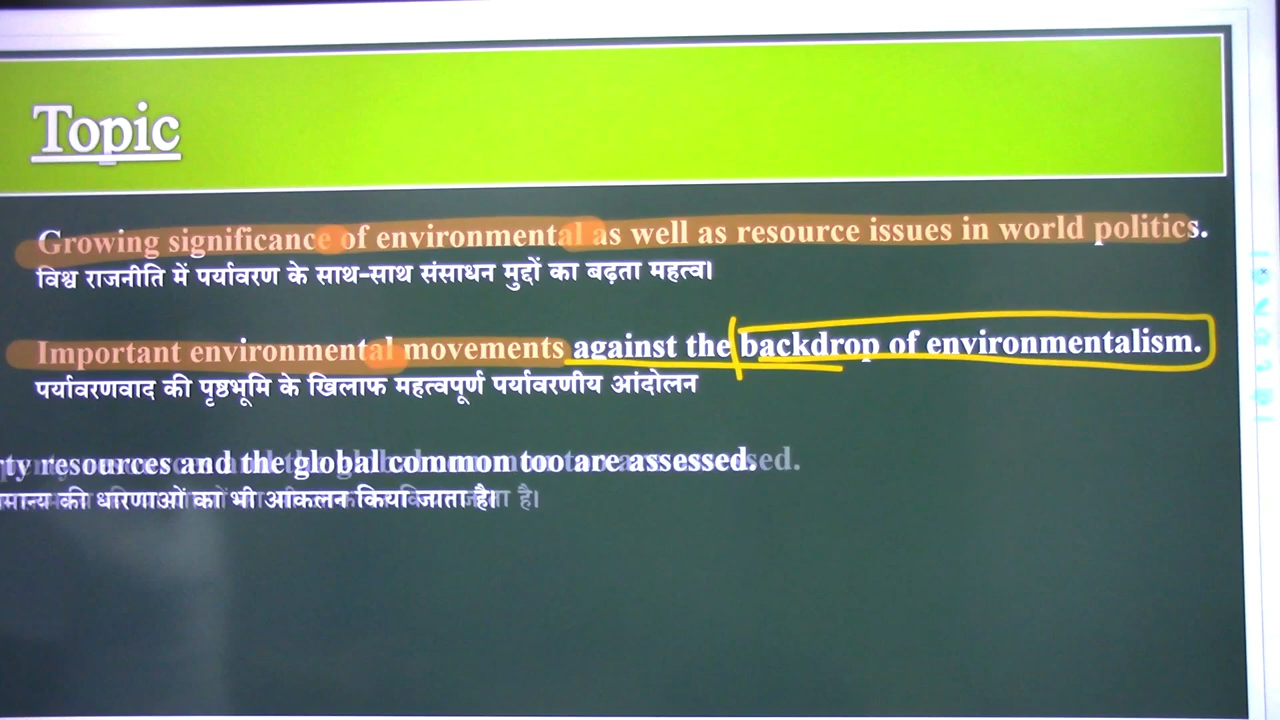 Topic
Growing significance of environmental as well as resource issues in world politics.
विश्व राजनीति में पर्यावरण के साथ-साथ संसाधन मुद्दों का बढ़ता महत्व।
Important environmental movements against the backdrop of environmentalism.
पर्यावरणवाद की पृष्ठभूमि के खिलाफ महत्वपूर्ण पर्यावरणीय आंदोलन
resources and the global common too are assessed.
की धारिणाओं का भी आंकलन किया जाता है।